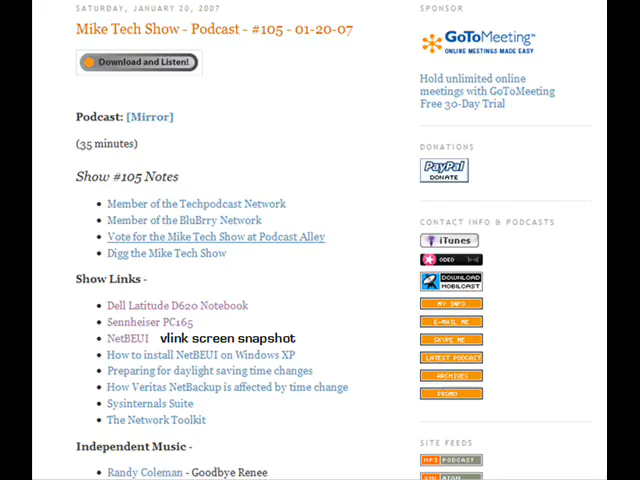 SATURDAY, JANUARY 20, 2007
Mike Tech Show - Podcast - #105 - 01-20-07
Download and Listen!
Podcast: [Mirror]
(35 minutes)
Show #105 Notes
Member of the Techpodcast Network
Member of the BluBrry Network
Vote for the Mike Tech Show at Podcast Alley
Digg the Mike Tech Show
Show Links -
Dell Latitude D620 Notebook
Sennheiser PC165
NetBEUI vlink screen snapshot
How to install NetBEUI on Windows XP
Preparing for daylight saving time changes
How Veritas NetBackup is affected by time change
Sysinternals Suite
The Network Toolkit
Independent Music -
Randy Coleman - Goodbye Renee
SPONSOR
GoToMeeting™
ONLINE MEETINGS MADE EASY
Hold unlimited online
meetings with GoToMeeting
Free 30-Day Trial
DONATIONS
PayPal
DONATE
CONTACT INFO & PODCASTS
iTunes
ODEO
DOWNLOAD
MOBILCAST
MY INFO
E-MAIL ME
SKYPE ME
LATEST PODCAST
ARCHIVES
PROMO
SITE FEEDS
MP3 PODCAST
XML ATOM